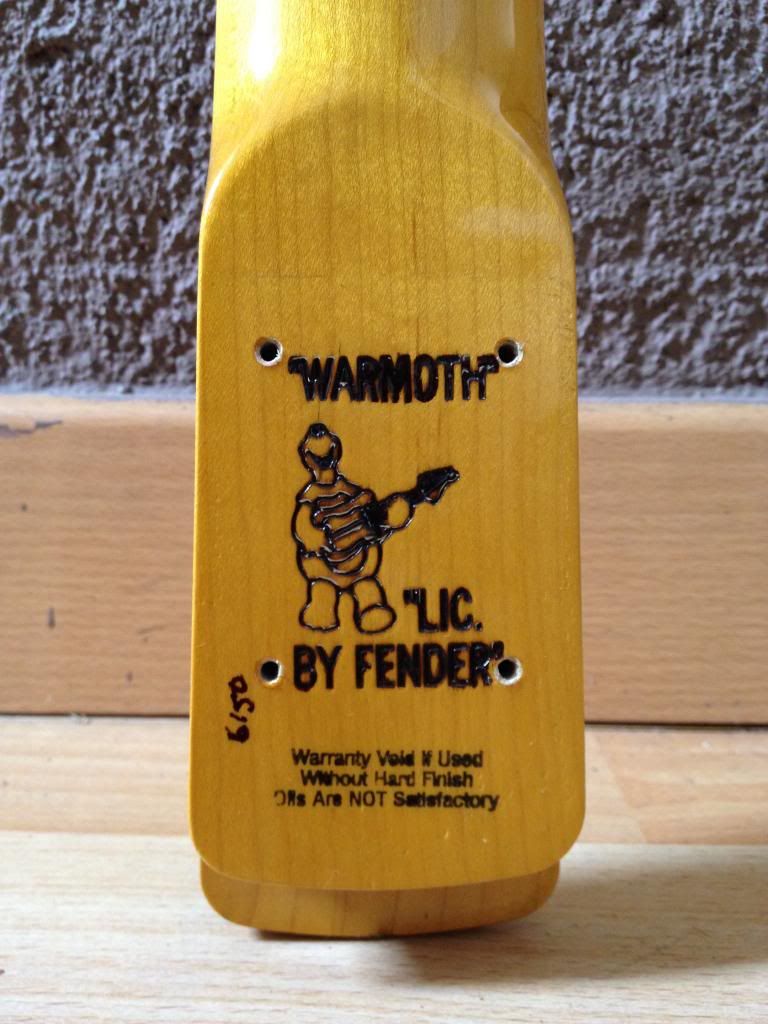 "WARMOTH"
"LIC.
BY FENDER"
6150
Warranty Void If Used
Without Hard Finish
Oils Are NOT Satisfactory